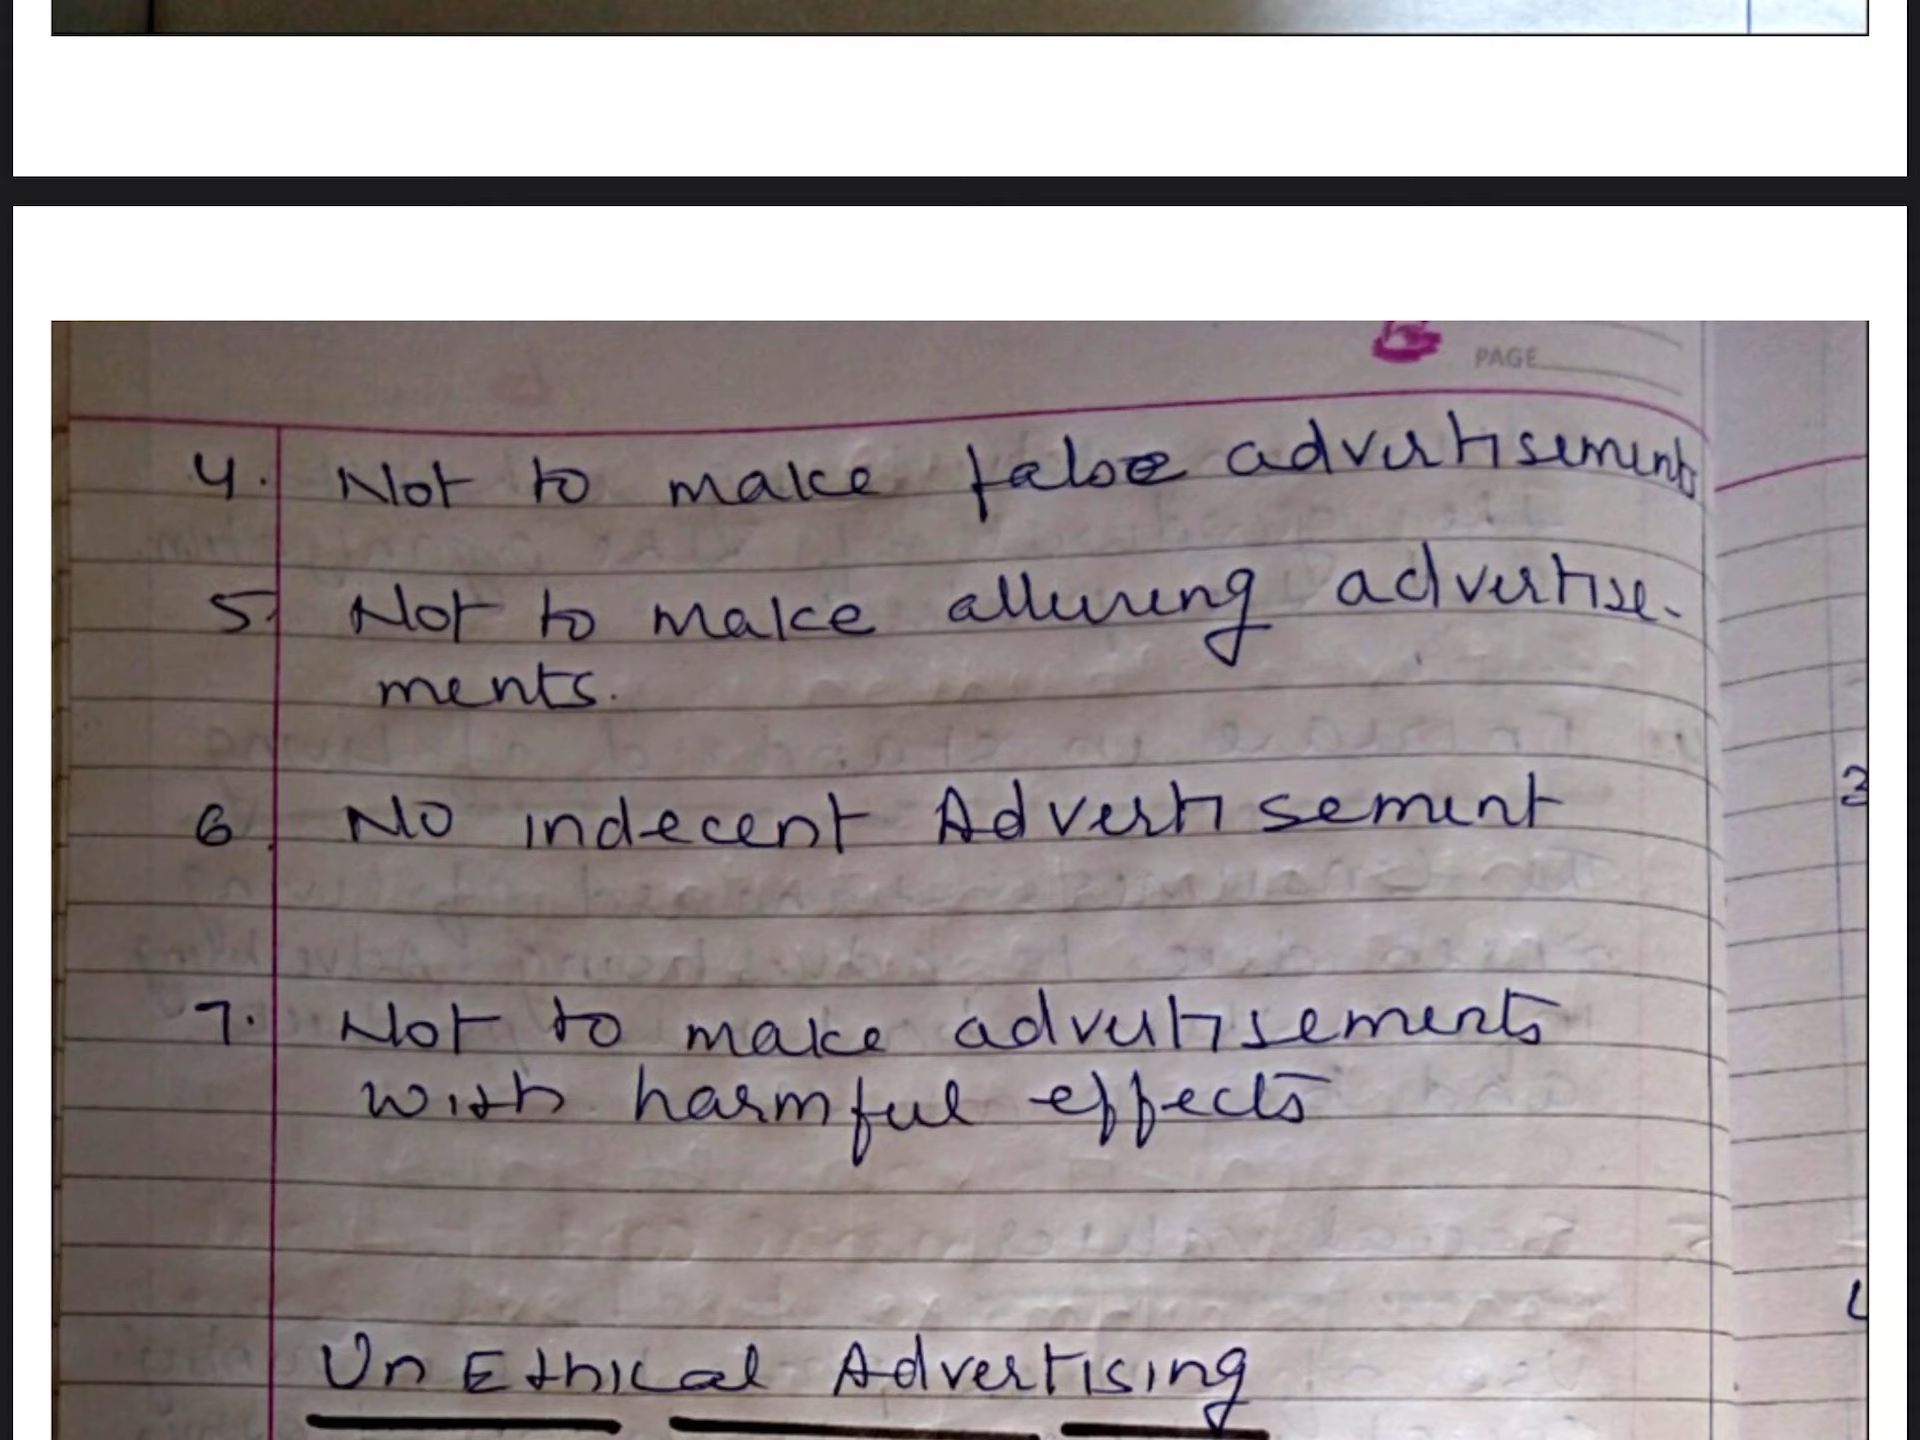 PAGE
4. Not to make false advertisements
5. Not to make alluring advertise-
ments.
6. No indecent Advertisement
7. Not to make advertisements
with harmful effects
Un Ethical Advertising
3